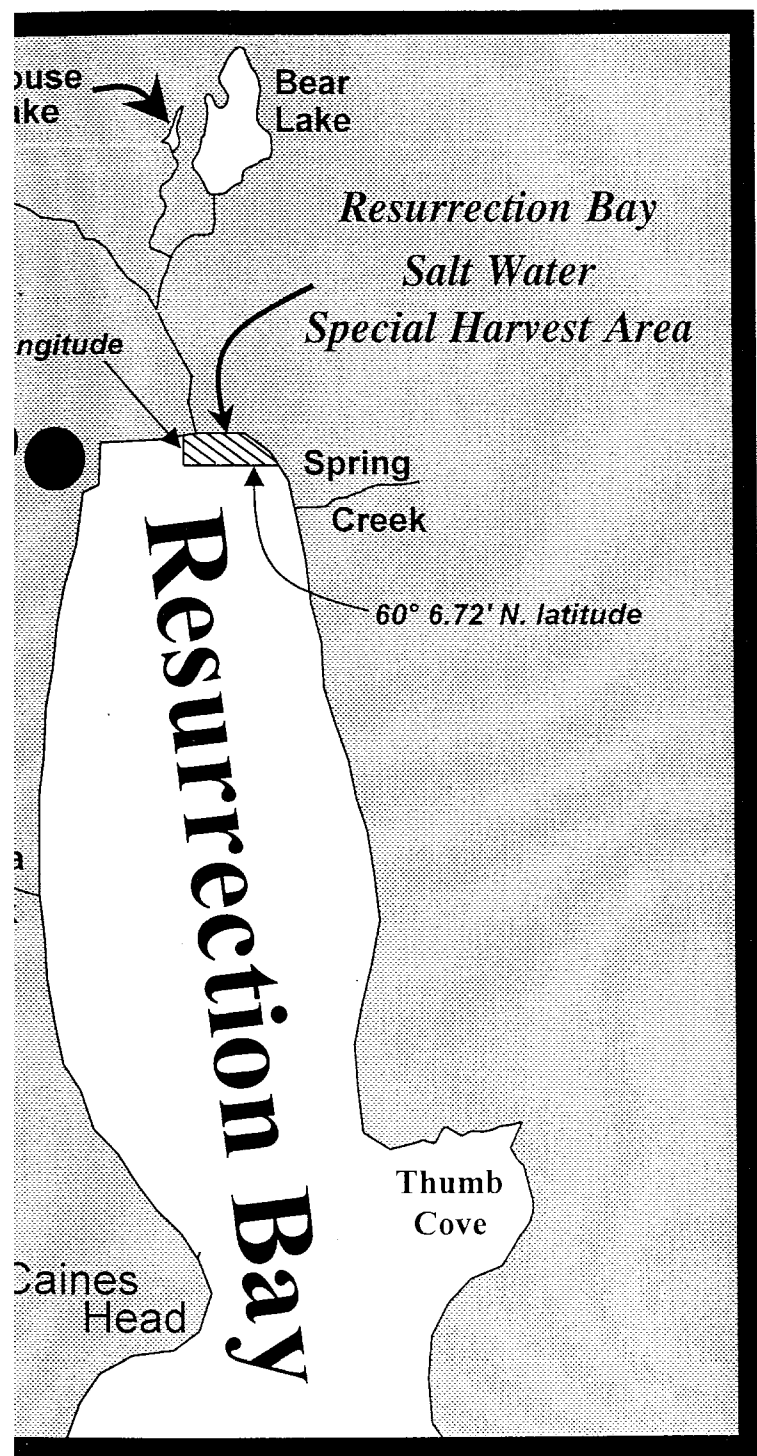 Bear
Lake
Resurrection Bay
Salt Water
Special Harvest Area
Spring
Creek
60° 6.72' N. latitude
Resurrection Bay
Thumb
Cove
Head